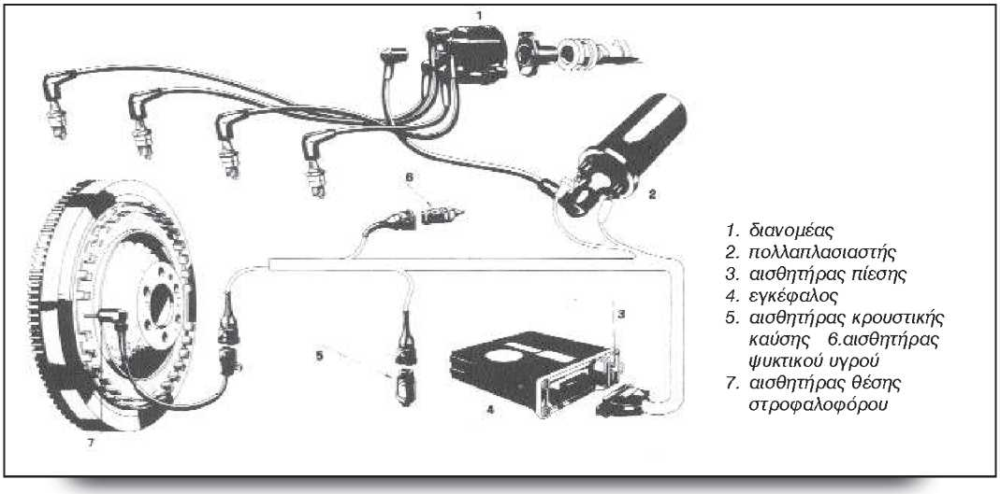 1
2
6
3
5
4
7
1. διανομέας
2. πολλαπλασιαστής
3. αισθητήρας πίεσης
4. εγκέφαλος
5. αισθητήρας κρουστικής
καύσης 6.αισθητήρας
ψυκτικού υγρού
7. αισθητήρας θέσης
στροφαλοφόρου